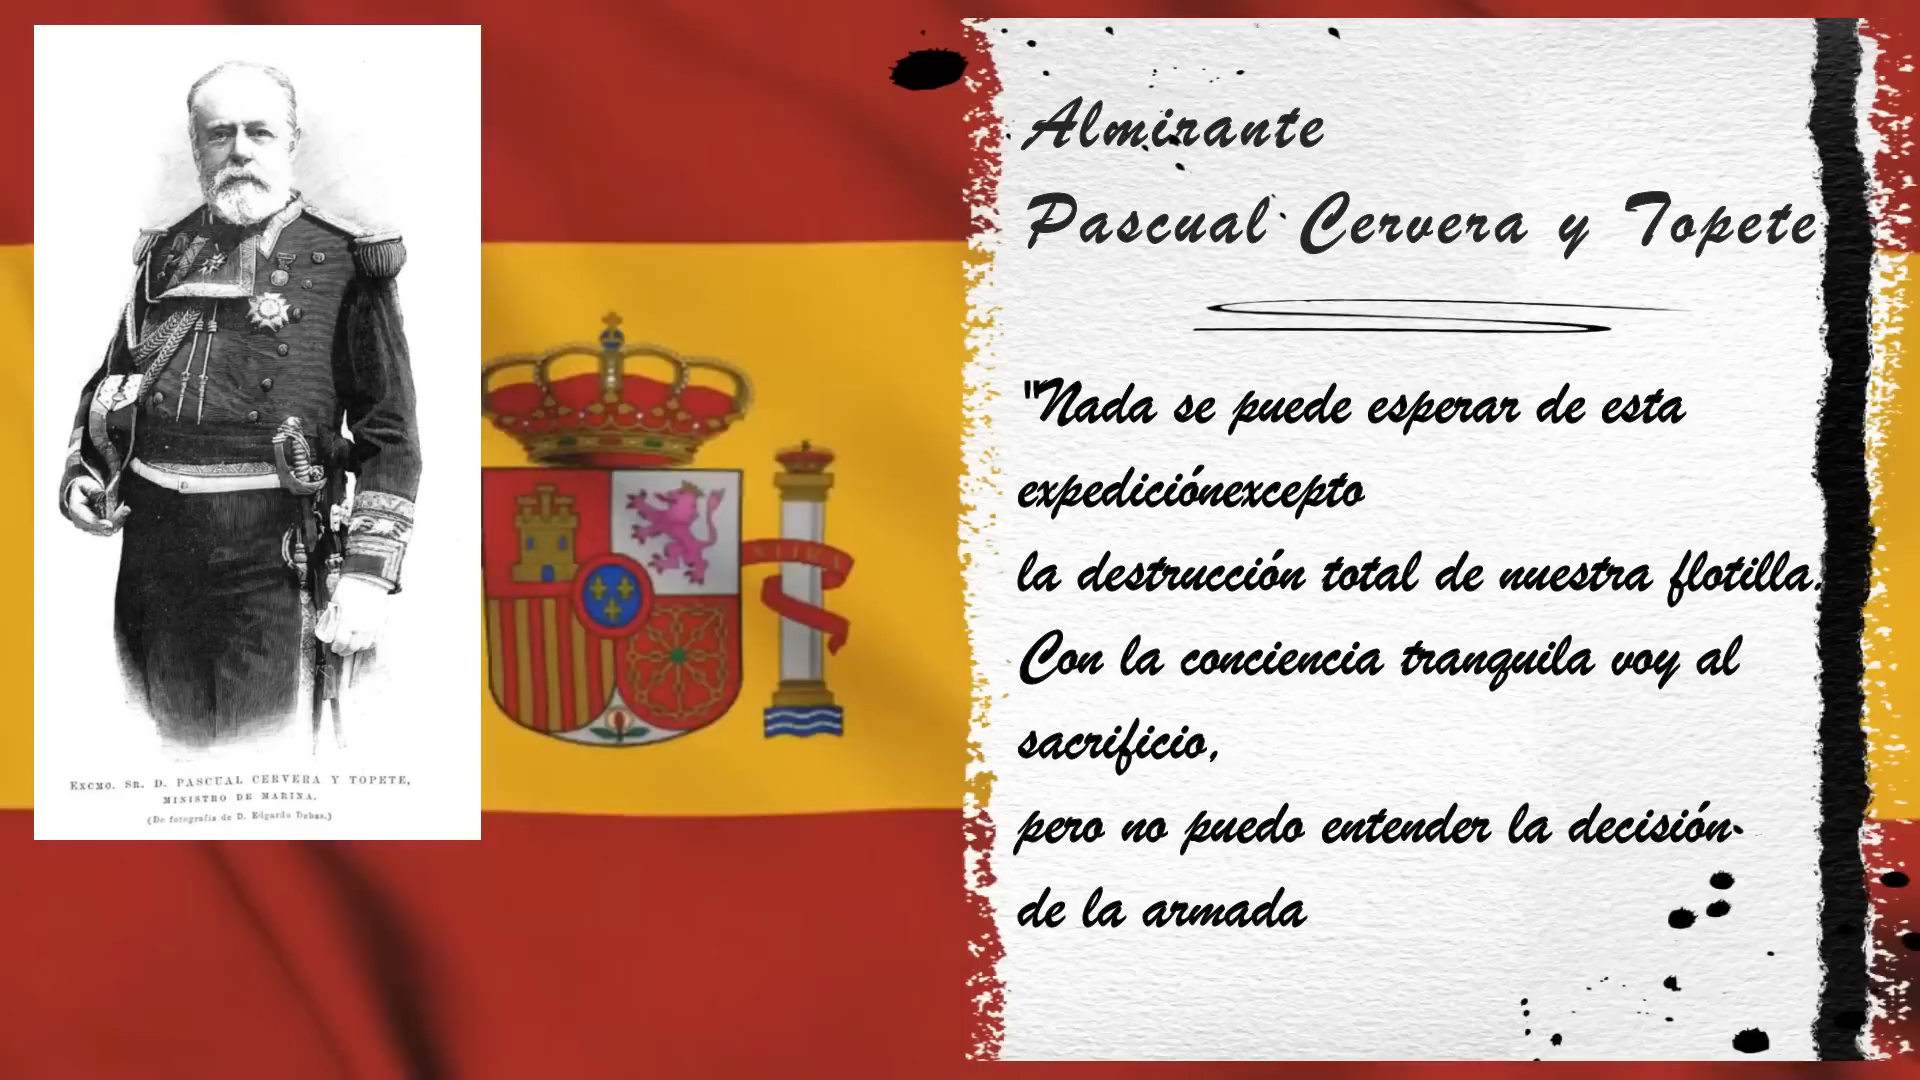 Almirante
Pascual Cervera y Topete
"Nada se puede esperar de esta
expediciónexcepto
la destrucción total de nuestra flotilla.
Con la conciencia tranquila voy al
sacrificio,
pero no puedo entender la decisión
de la armada
EXCMO. SR. D. PASCUAL CERVERA Y TOPETE,
MINISTRO DE MARINA.
(De fotografía de D. Edgardo Debas.)